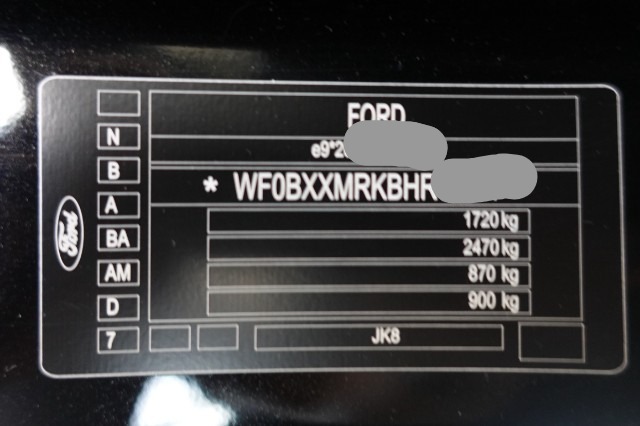 FORD
N
e9*2
B
* WF0BXXMRKBHR
A
1720 kg
BA
2470 kg
AM
870 kg
D
900 kg
7
JK8
Ford